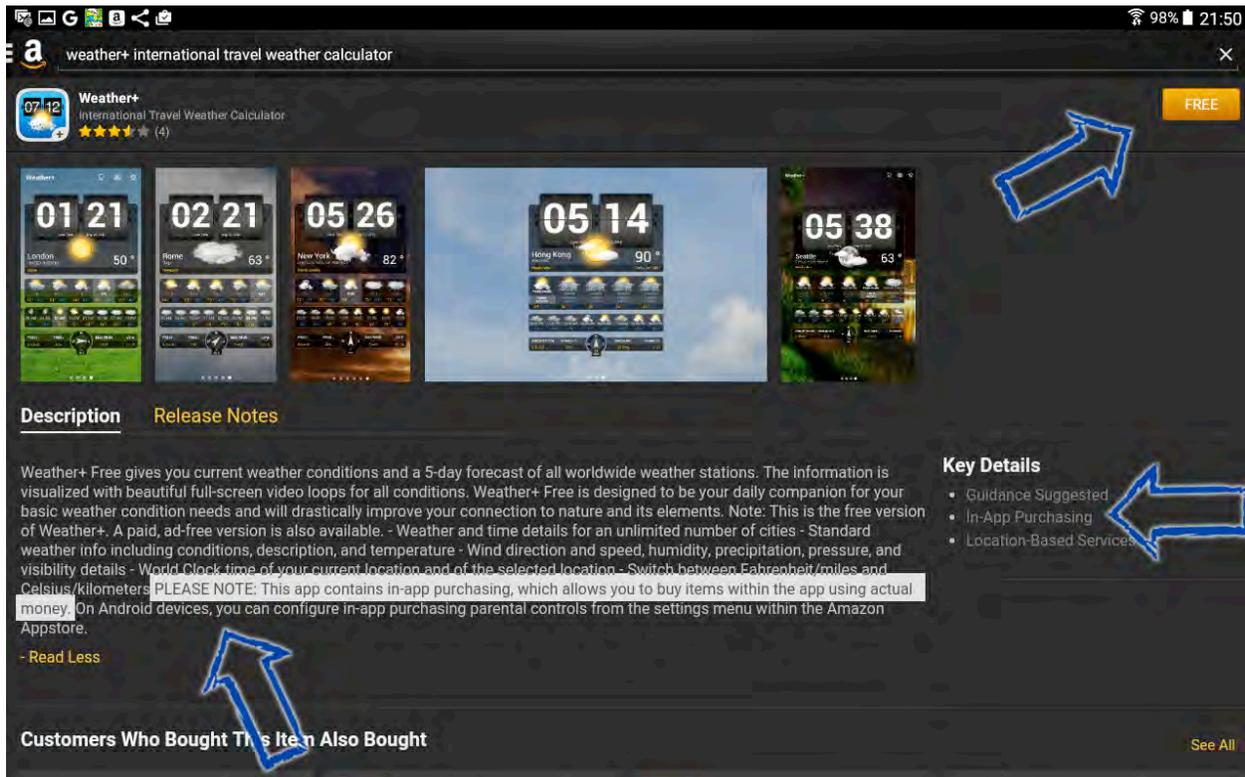 98% 21:50
a weather+ international travel weather calculator ×
Weather+
International Travel Weather Calculator
(4)
FREE
07 12
Weather+
01 21
London
50°
02 21
Rome
63°
05 26
New York
82°
05 14
Hong Kong
90°
05 38
Seattle
63°
Description Release Notes
Weather+ Free gives you current weather conditions and a 5-day forecast of all worldwide weather stations. The information is
visualized with beautiful full-screen video loops for all conditions. Weather+ Free is designed to be your daily companion for your
basic weather condition needs and will drastically improve your connection to nature and its elements. Note: This is the free version
of Weather+. A paid, ad-free version is also available. - Weather and time details for an unlimited number of cities - Standard
weather info including conditions, description, and temperature - Wind direction and speed, humidity, precipitation, pressure, and
visibility details - World Clock time of your current location and of the selected location - Switch between Fahrenheit/miles and
Celsius/kilometers PLEASE NOTE: This app contains in-app purchasing, which allows you to buy items within the app using actual
money. On Android devices, you can configure in-app purchasing parental controls from the settings menu within the Amazon
Appstore.
- Read Less
Key Details
• Guidance Suggested
• In-App Purchasing
• Location-Based Services
Customers Who Bought This Item Also Bought
See All